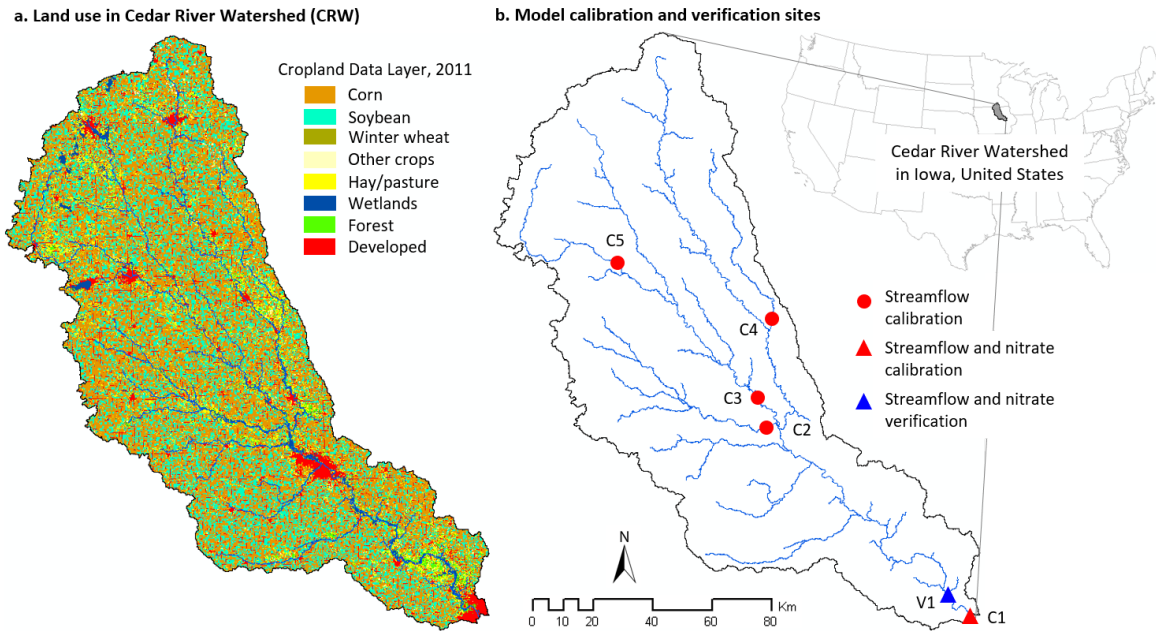 a. Land use in Cedar River Watershed (CRW)
Cropland Data Layer, 2011
Corn
Soybean
Winter wheat
Other crops
Hay/pasture
Wetlands
Forest
Developed
b. Model calibration and verification sites
Cedar River Watershed
in Iowa, United States
C5
C4
C3
C2
V1
C1
Streamflow
calibration
Streamflow and nitrate
calibration
Streamflow and nitrate
verification
N
Km
0 10 20 40 60 80